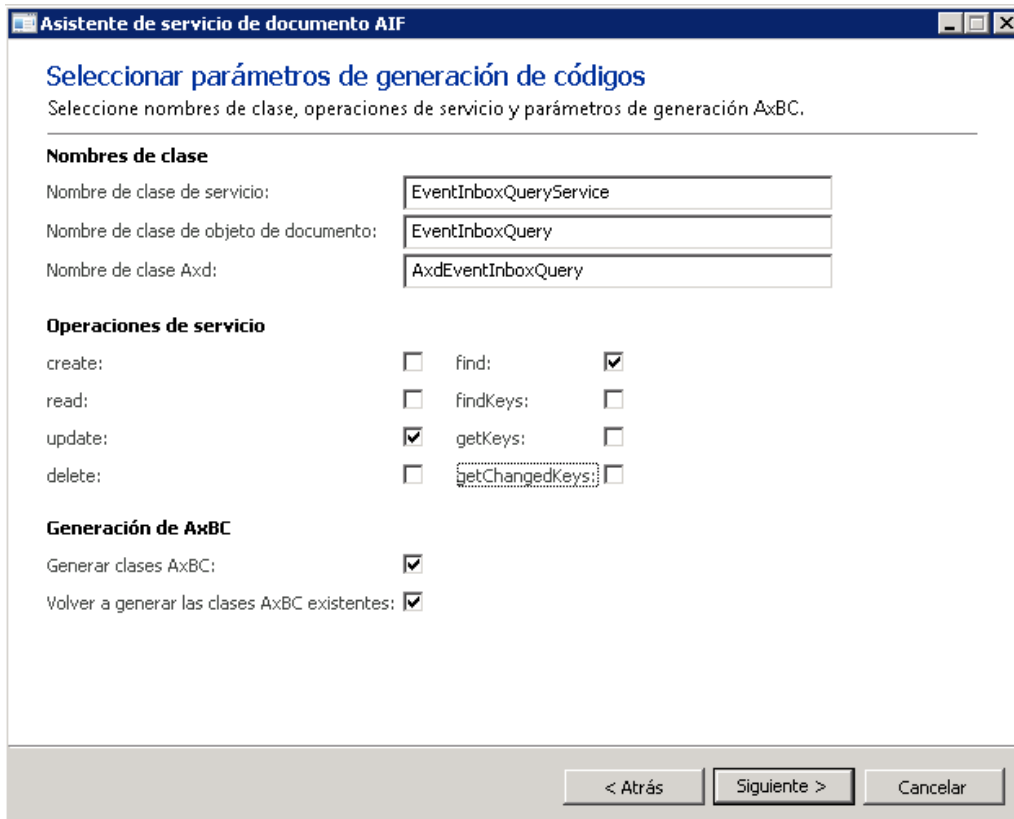 Asistente de servicio de documento AIF
Seleccionar parámetros de generación de códigos
Seleccione nombres de clase, operaciones de servicio y parámetros de generación AxBC.
Nombres de clase
Nombre de clase de servicio: EventInboxQueryService
Nombre de clase de objeto de documento: EventInboxQuery
Nombre de clase Axd: AxdEventInboxQuery
Operaciones de servicio
create: find:
read: findKeys:
update: getKeys:
delete: getChangedKeys:
Generación de AxBC
Generar clases AxBC:
Volver a generar las clases AxBC existentes:
< Atrás Siguiente > Cancelar